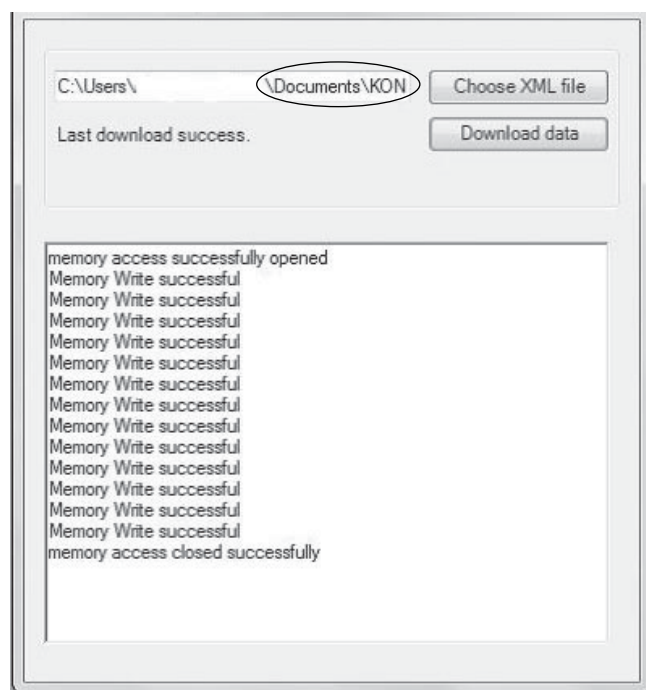 C:\Users\ \Documents\KON Choose XML file
Last download success. Download data
memory access successfully opened
Memory Write successful
Memory Write successful
Memory Write successful
Memory Write successful
Memory Write successful
Memory Write successful
Memory Write successful
Memory Write successful
Memory Write successful
Memory Write successful
Memory Write successful
Memory Write successful
Memory Write successful
memory access closed successfully